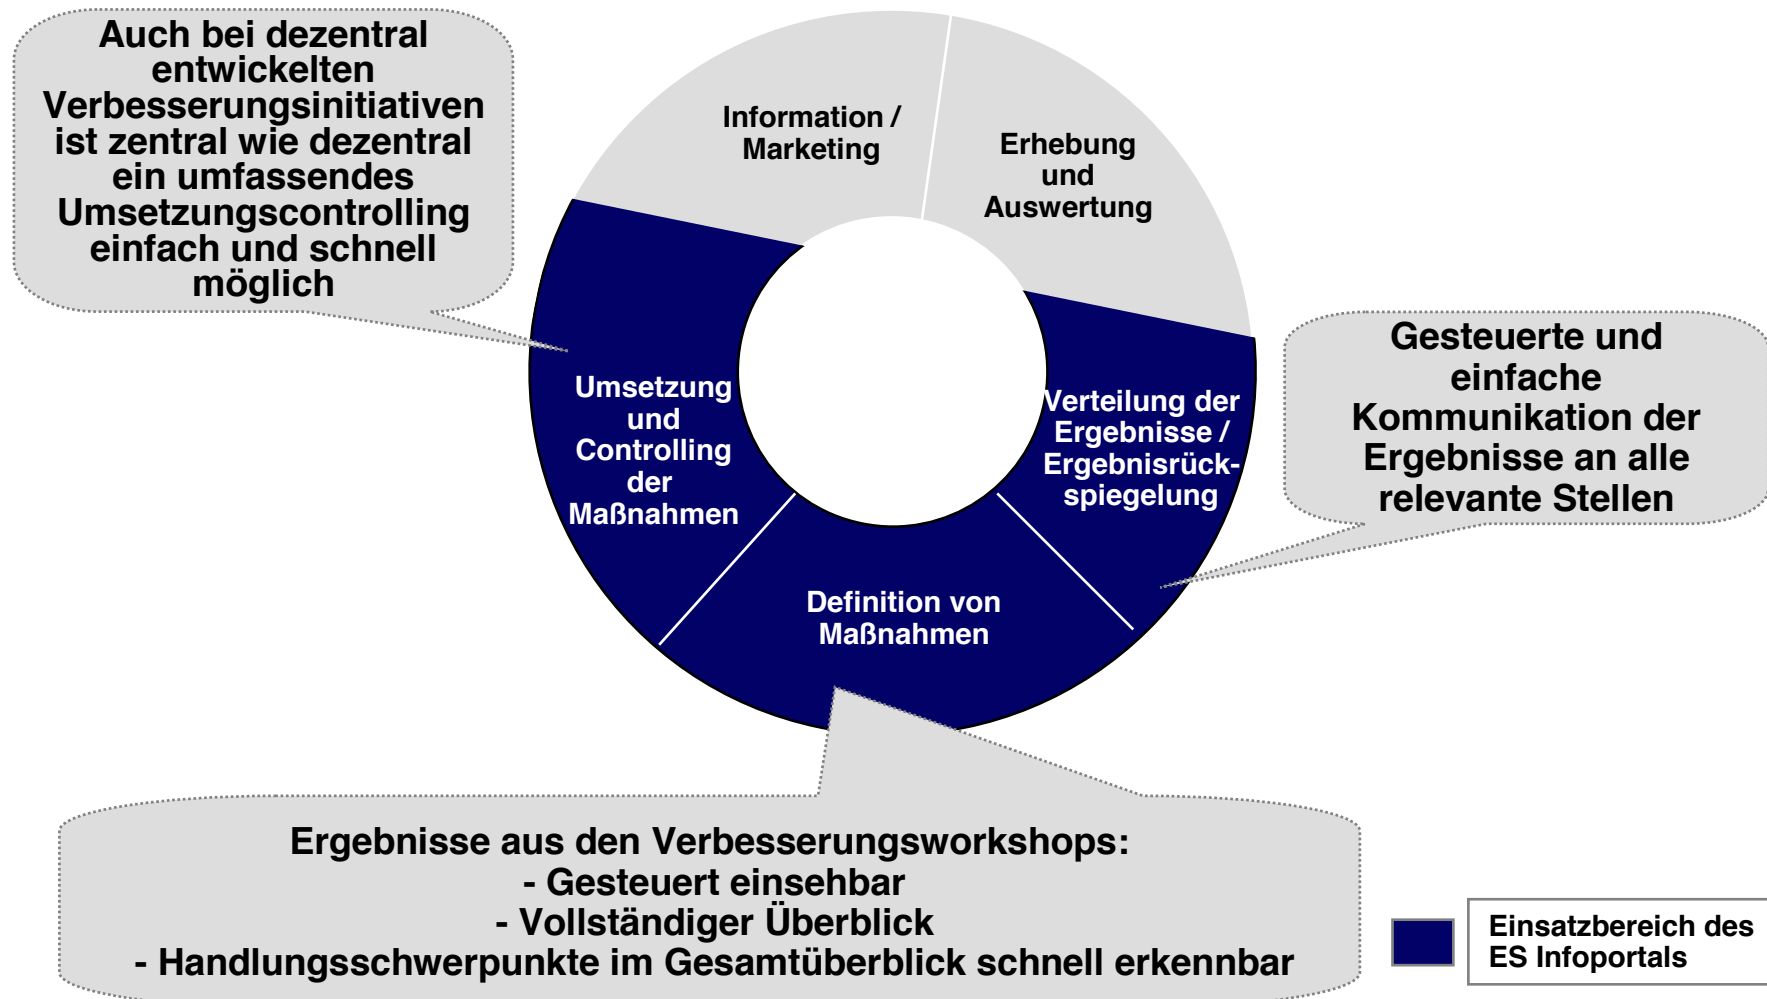 Auch bei dezentral
entwickelten
Verbesserungsinitiativen
ist zentral wie dezentral
ein umfassendes
Umsetzungscontrolling
einfach und schnell
möglich
Information /
Marketing
Erhebung
und
Auswertung
Umsetzung
und
Controlling
der
Maßnahmen
Verteilung der
Ergebnisse /
Ergebnisrück-
spiegelung
Gesteuerte und
einfache
Kommunikation der
Ergebnisse an alle
relevante Stellen
Definition von
Maßnahmen
Ergebnisse aus den Verbesserungsworkshops:
- Gesteuert einsehbar
- Vollständiger Überblick
- Handlungsschwerpunkte im Gesamtüberblick schnell erkennbar
Einsatzbereich des
ES Infoportals